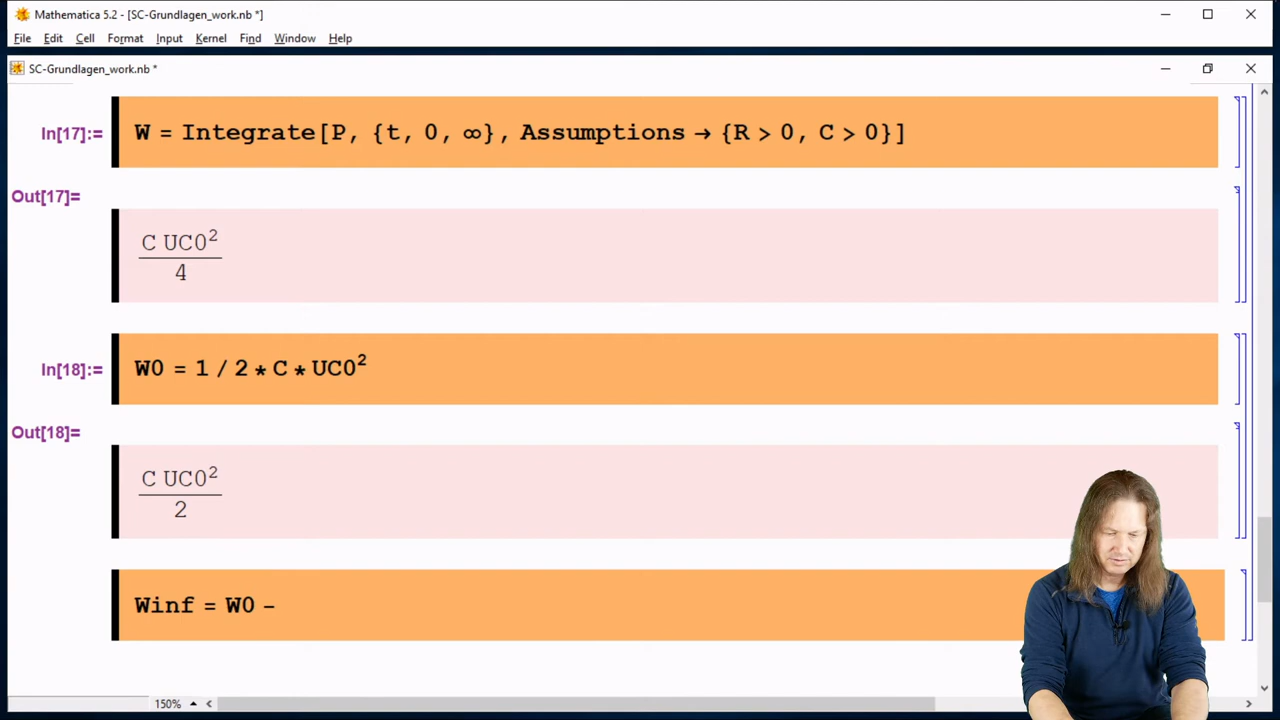 Mathematica 5.2 - [SC-Grundlagen_work.nb *]
File Edit Cell Format Input Kernel Find Window Help
SC-Grundlagen_work.nb *
In[17]:= W = Integrate[P, {t, 0, ∞}, Assumptions → {R > 0, C > 0}]
Out[17]=
C UC0²
4
In[18]:= W0 = 1 / 2 * C * UC0²
Out[18]=
C UC0²
2
Winf = W0 -
150%